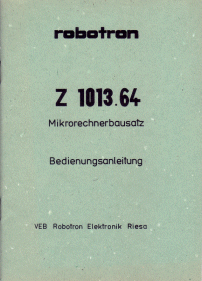 robotron
Z 1013.64
Mikrorechnerbausatz
Bedienungsanleitung
VEB Robotron Elektronik Riesa